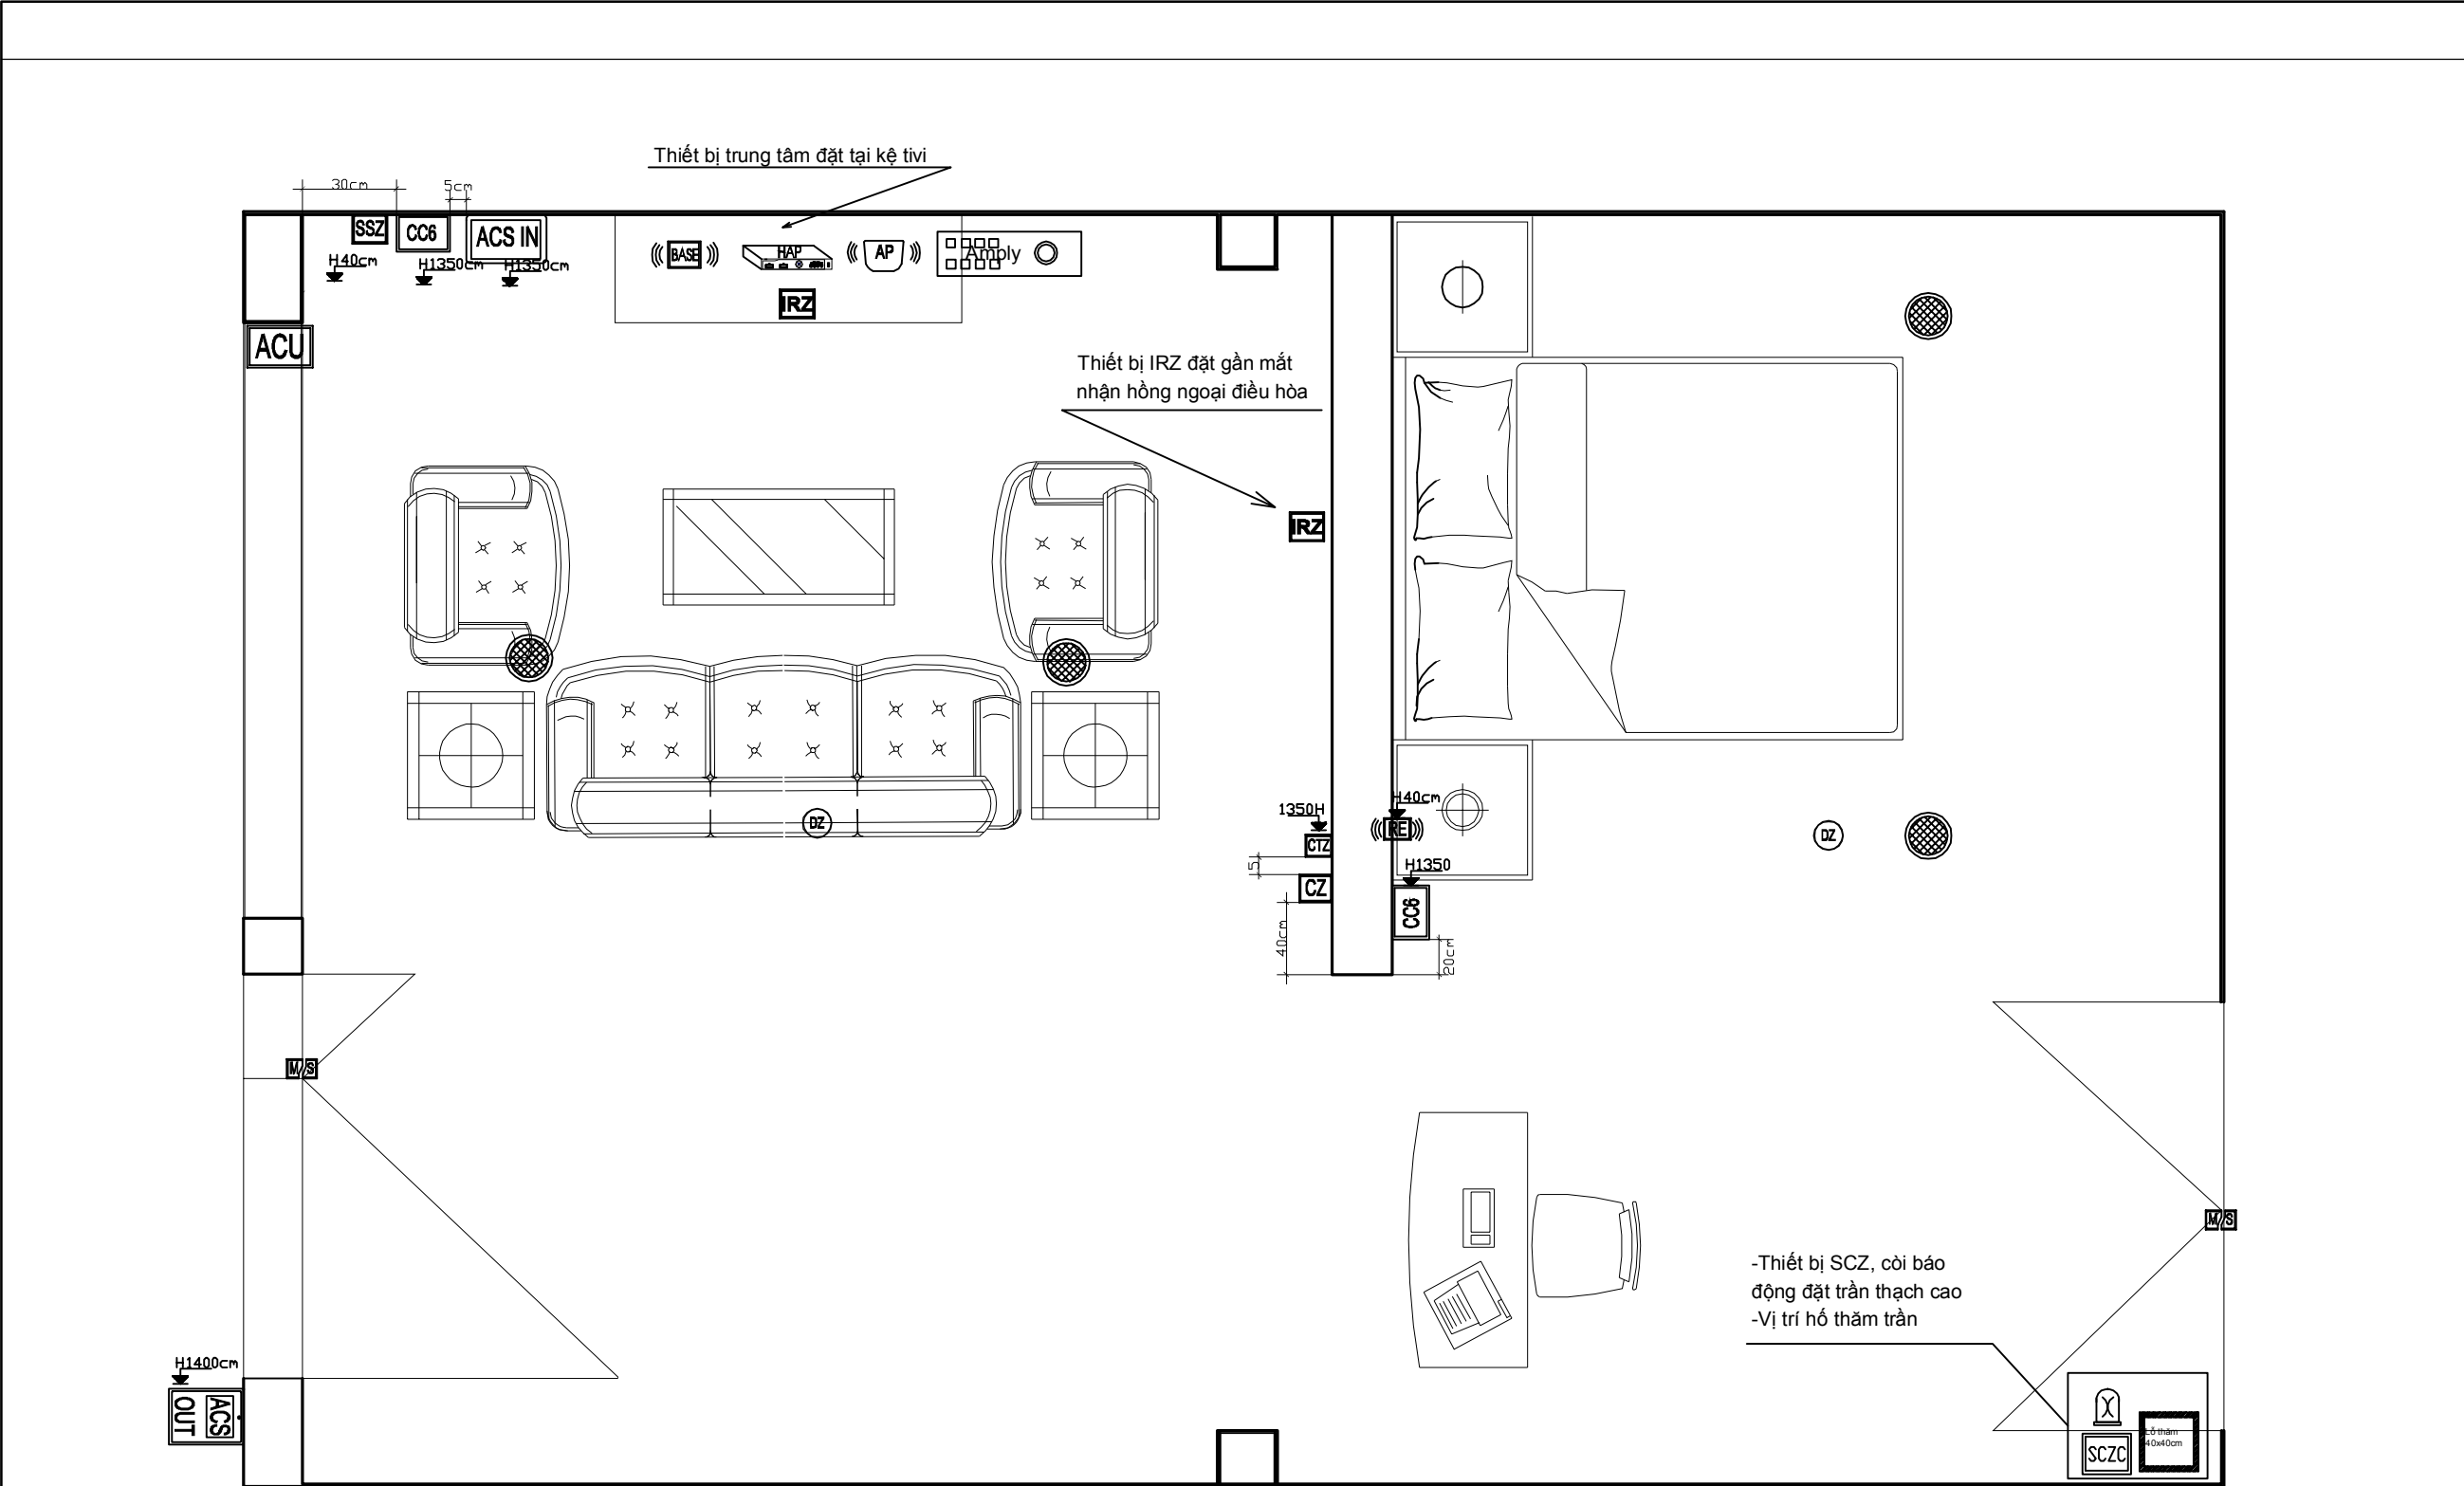 Thiết bị trung tâm đặt tại kệ tivi
30cm
5cm
SSZ
CC6
ACS IN
H40cm
H1350cm
H1350cm
BASE
HAP
AP
Amply
IRZ
ACU
Thiết bị IRZ đặt gần mắt
nhận hồng ngoại điều hòa
IRZ
DZ
1350H
CTZ
5
CZ
40cm
H40cm
RE
H1350
CC6
20cm
DZ
M/S
M/S
-Thiết bị SCZ, còi báo
động đặt trần thạch cao
-Vị trí hố thăm trần
H1400cm
ACS
OUT
SCZC
Lỗ thăm
40x40cm